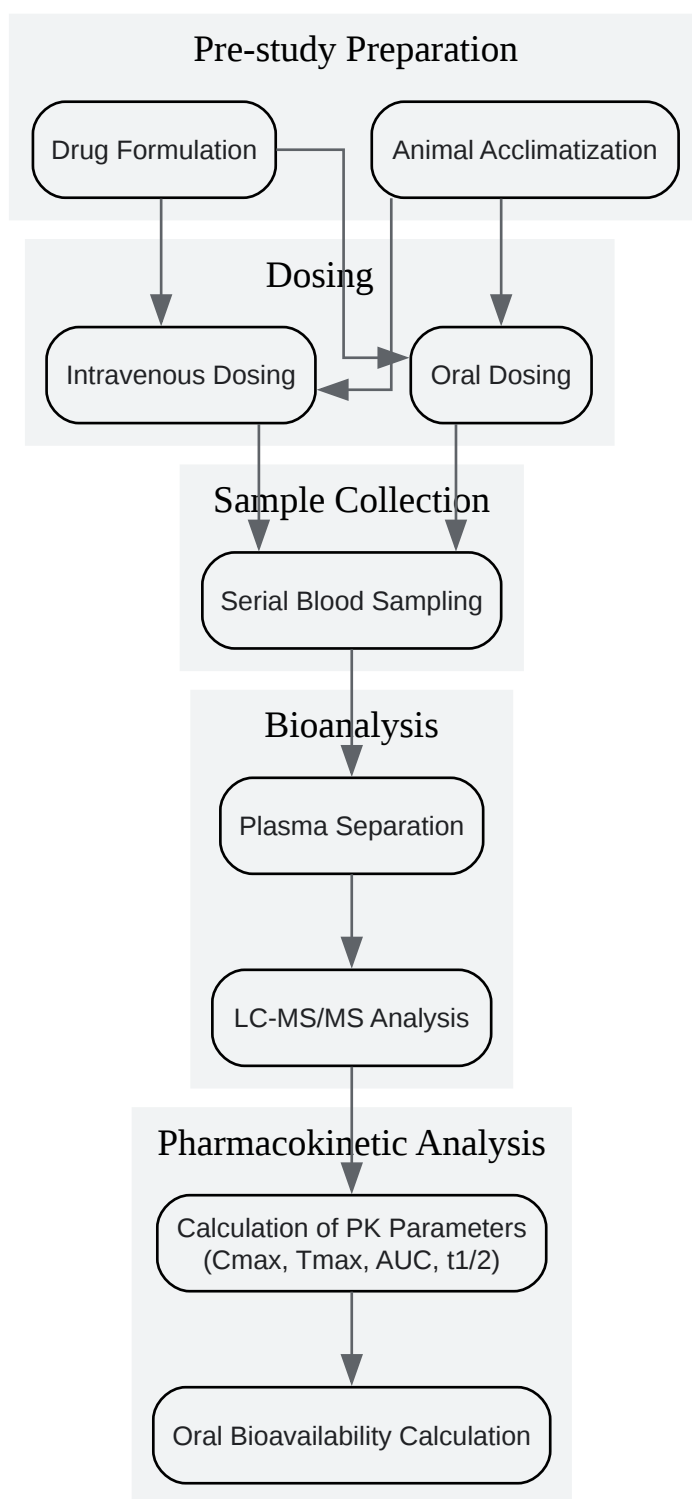 Pre-study Preparation
Drug Formulation
Animal Acclimatization
Dosing
Intravenous Dosing
Oral Dosing
Sample Collection
Serial Blood Sampling
Bioanalysis
Plasma Separation
LC-MS/MS Analysis
Pharmacokinetic Analysis
Calculation of PK Parameters
(Cmax, Tmax, AUC, t1/2)
Oral Bioavailability Calculation